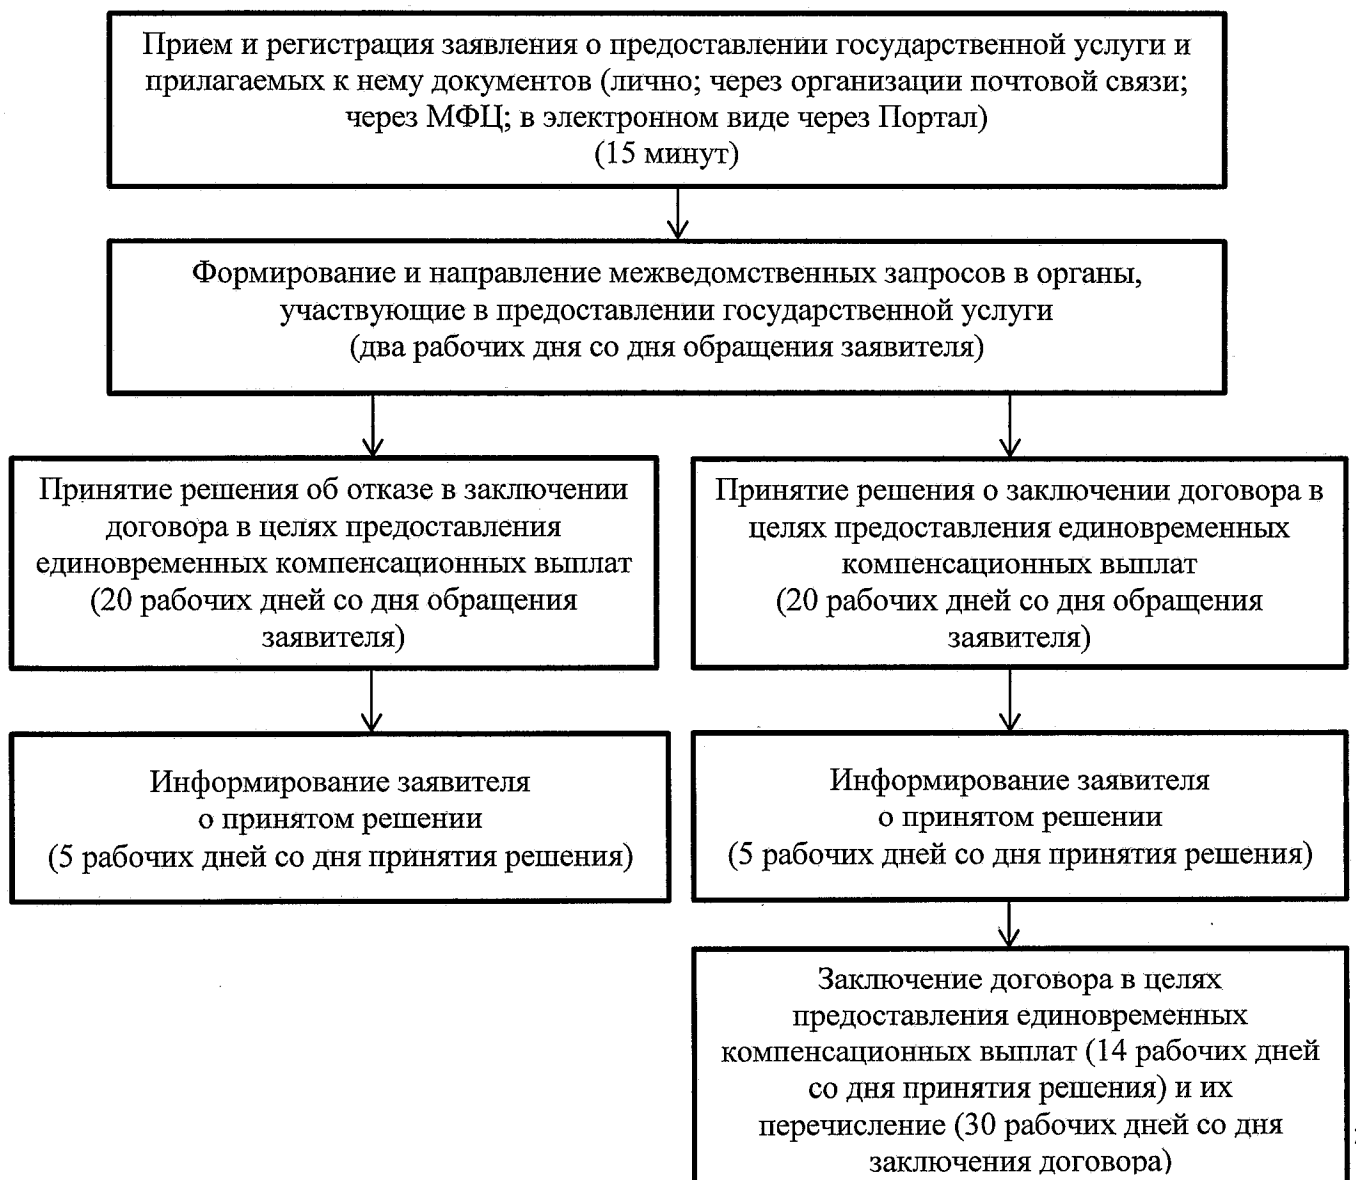 Прием и регистрация заявления о предоставлении государственной услуги и
прилагаемых к нему документов (лично; через организации почтовой связи;
через МФЦ; в электронном виде через Портал)
(15 минут)
Формирование и направление межведомственных запросов в органы,
участвующие в предоставлении государственной услуги
(два рабочих дня со дня обращения заявителя)
Принятие решения об отказе в заключении
договора в целях предоставления
единовременных компенсационных выплат
(20 рабочих дней со дня обращения
заявителя)
Принятие решения о заключении договора в
целях предоставления единовременных
компенсационных выплат
(20 рабочих дней со дня обращения
заявителя)
Информирование заявителя
о принятом решении
(5 рабочих дней со дня принятия решения)
Информирование заявителя
о принятом решении
(5 рабочих дней со дня принятия решения)
Заключение договора в целях
предоставления единовременных
компенсационных выплат (14 рабочих дней
со дня принятия решения) и их
перечисление (30 рабочих дней со дня
заключения договора)